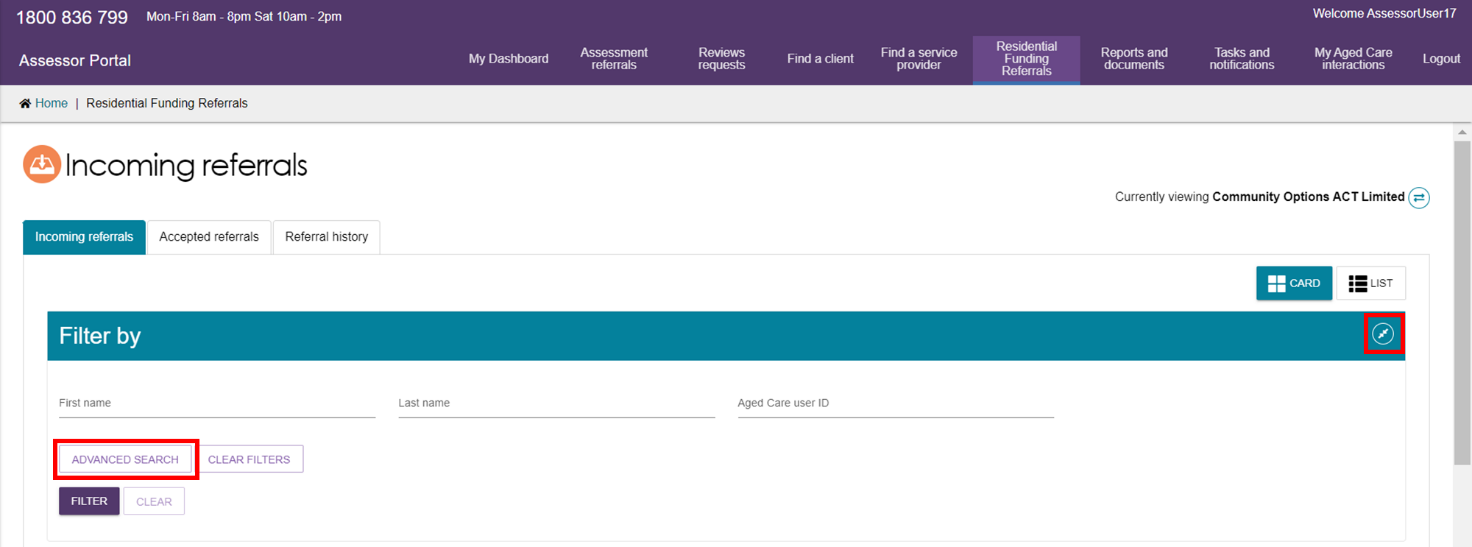 1800 836 799 Mon-Fri 8am - 8pm Sat 10am - 2pm
Welcome AssessorUser17
Assessor Portal
My Dashboard
Assessment
referrals
Reviews
requests
Find a client
Find a service
provider
Residential
Funding
Referrals
Reports and
documents
Tasks and
notifications
My Aged Care
interactions
Logout
Home | Residential Funding Referrals
Incoming referrals
Currently viewing Community Options ACT Limited
Incoming referrals Accepted referrals Referral history
CARD LIST
Filter by
First name Last name Aged Care user ID
ADVANCED SEARCH CLEAR FILTERS
FILTER CLEAR